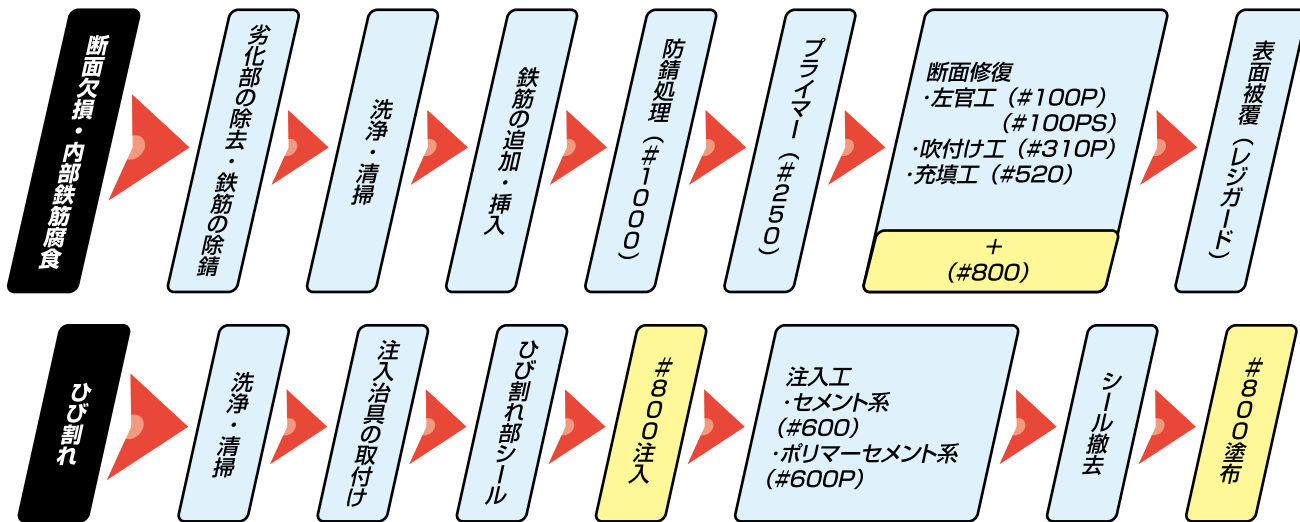 断面欠損・内部鉄筋腐食
劣化部の除去・鉄筋の除錆
洗浄・清掃
鉄筋の追加・挿入
防錆処理(#1000)
プライマー(#250)
断面修復
・左官工(#100P)
(#100PS)
・吹付け工(#310P)
・充填工(#520)
+
(#800)
表面被覆(レジガード)
ひび割れ
洗浄・清掃
注入治具の取付け
ひび割れ部シール
#800注入
注入工
・セメント系
(#600)
・ポリマーセメント系
(#600P)
シール撤去
#800塗布